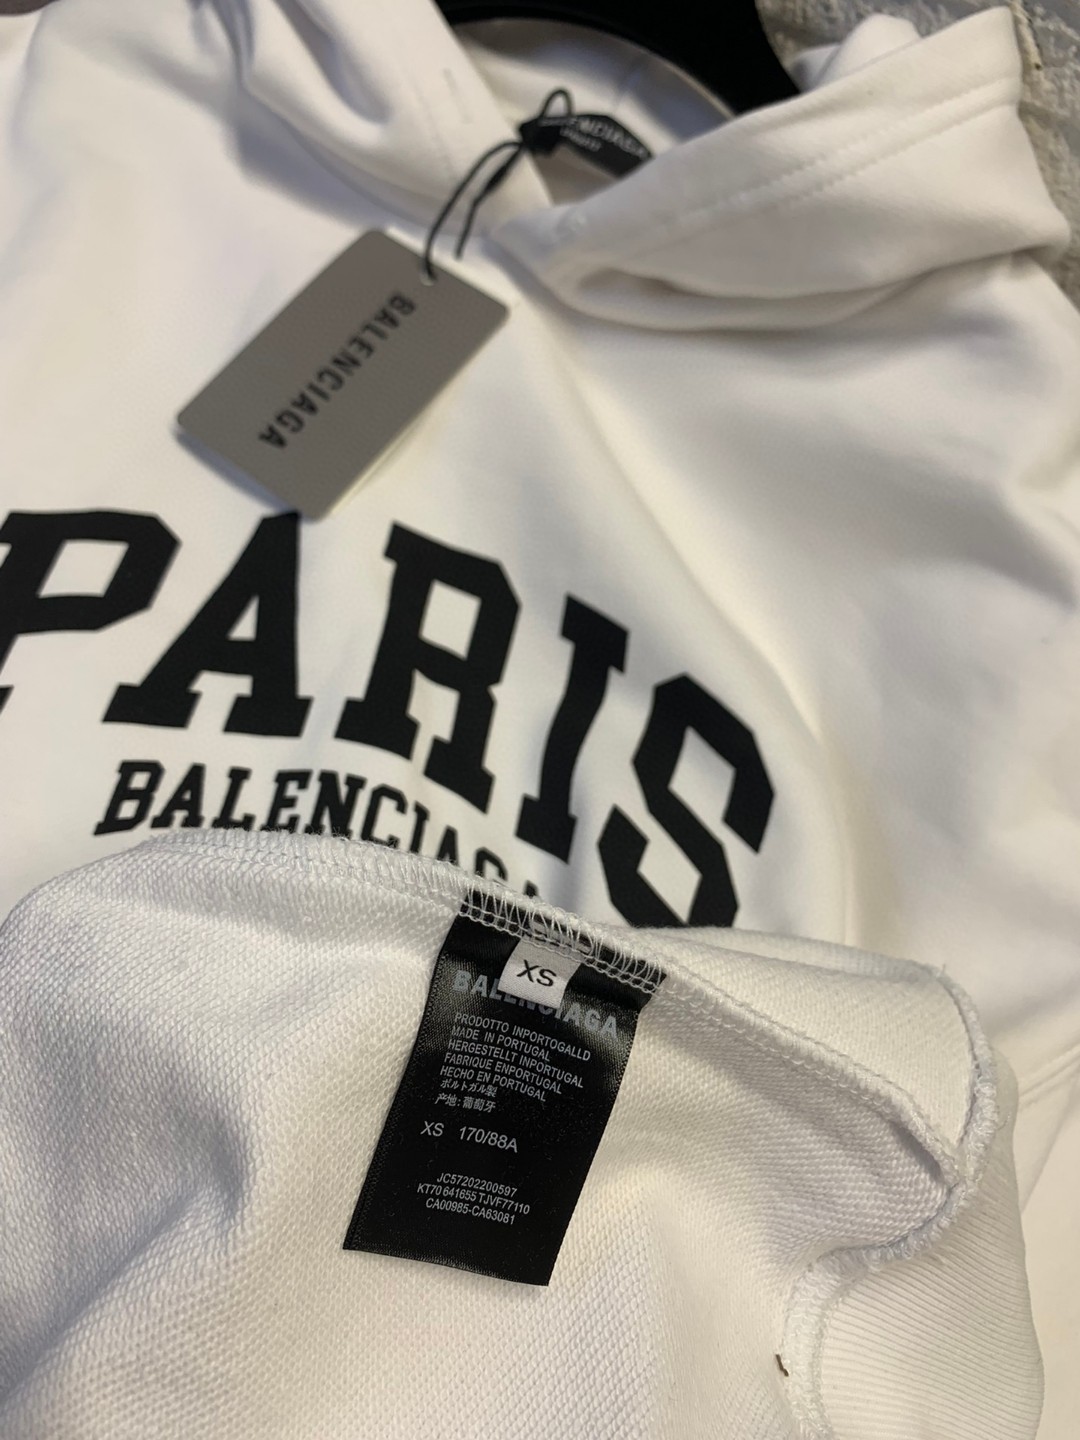 BALENCIAGA
PARIS
BALENCIAGA
XS
BALENCIAGA
PRODOTTO INPORTOGALLD
MADE IN PORTUGAL
HERGESTELLT INPORTUGAL
FABRIQUE ENPORTUGAL
HECHO EN PORTUGAL
ポルトガル製
产地:葡萄牙
XS 170/88A
JC57202200597
KT70 641655 TJVF77110
CA00985-CA63081